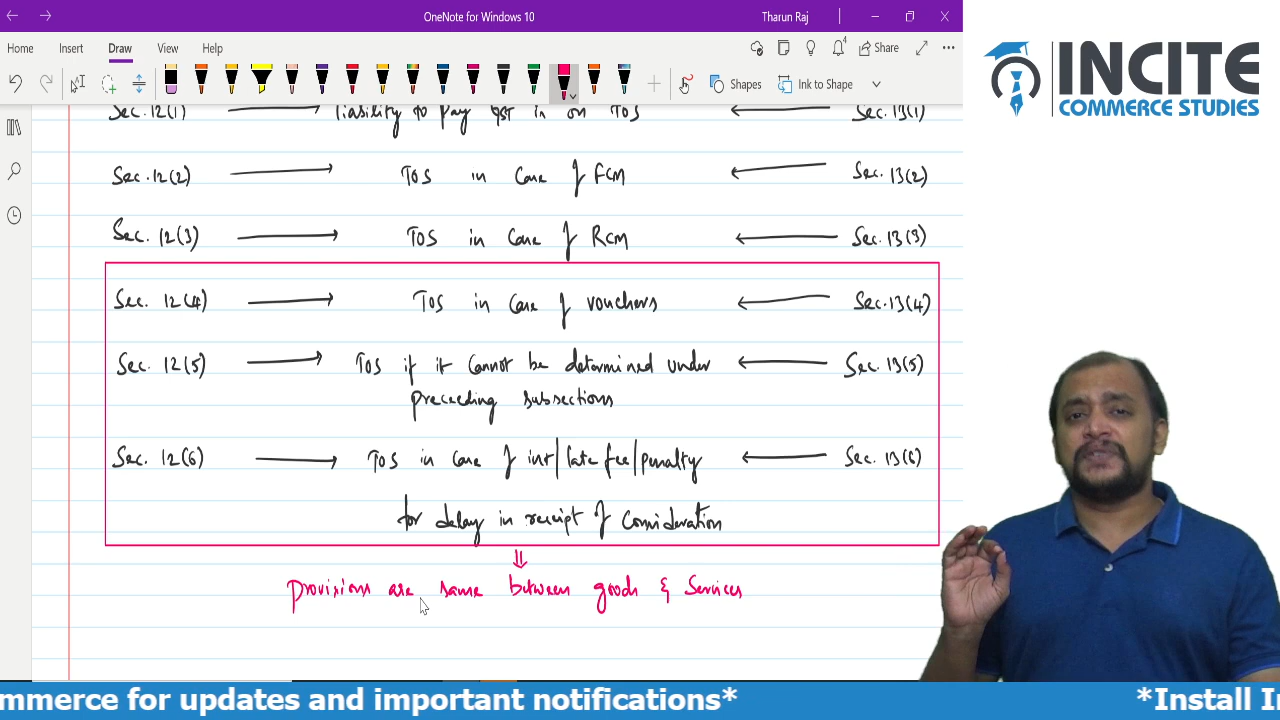 OneNote for Windows 10
Tharun Raj
Home Insert Draw View Help
4
Share
Shapes
Ink to Shape
INCITE
COMMERCE STUDIES
Sec.12(1) liability to pay GST is on TOS Sec.13(1)
Sec.12(2) TOS in Case of FCM Sec.13(2)
Sec.12(3) TOS in Case of RCM Sec.13(3)
Sec. 12(4) TOS in Case of vouchers Sec.13(4)
Sec. 12(5) TOS if it cannot be determined under Sec.13(5)
preceding subsections
Sec. 12(6) TOS in Case of int/late fee/penalty Sec.13(6)
for delay in receipt of Consideration
provisions are same between goods & Services
mmerce for updates and important notifications* *Install I